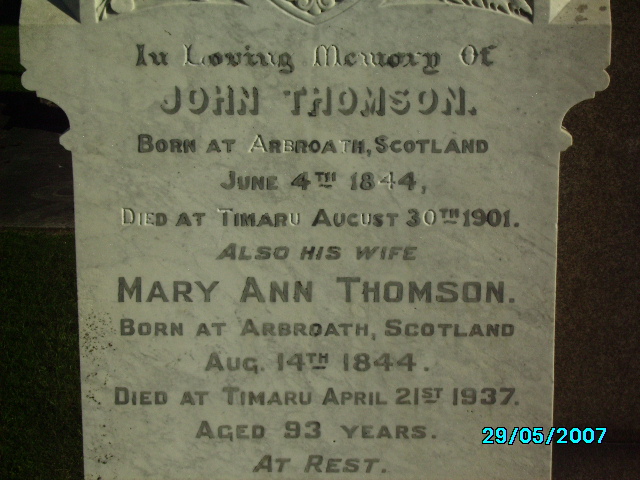 In Loving Memory Of
JOHN THOMSON.
BORN AT ARBROATH, SCOTLAND
JUNE 4TH 1844,
DIED AT TIMARU AUGUST 30TH 1901.
ALSO HIS WIFE
MARY ANN THOMSON.
BORN AT ARBROATH, SCOTLAND
AUG. 14TH 1844.
DIED AT TIMARU APRIL 21ST 1937.
AGED 93 YEARS.
AT REST.
29/05/2007